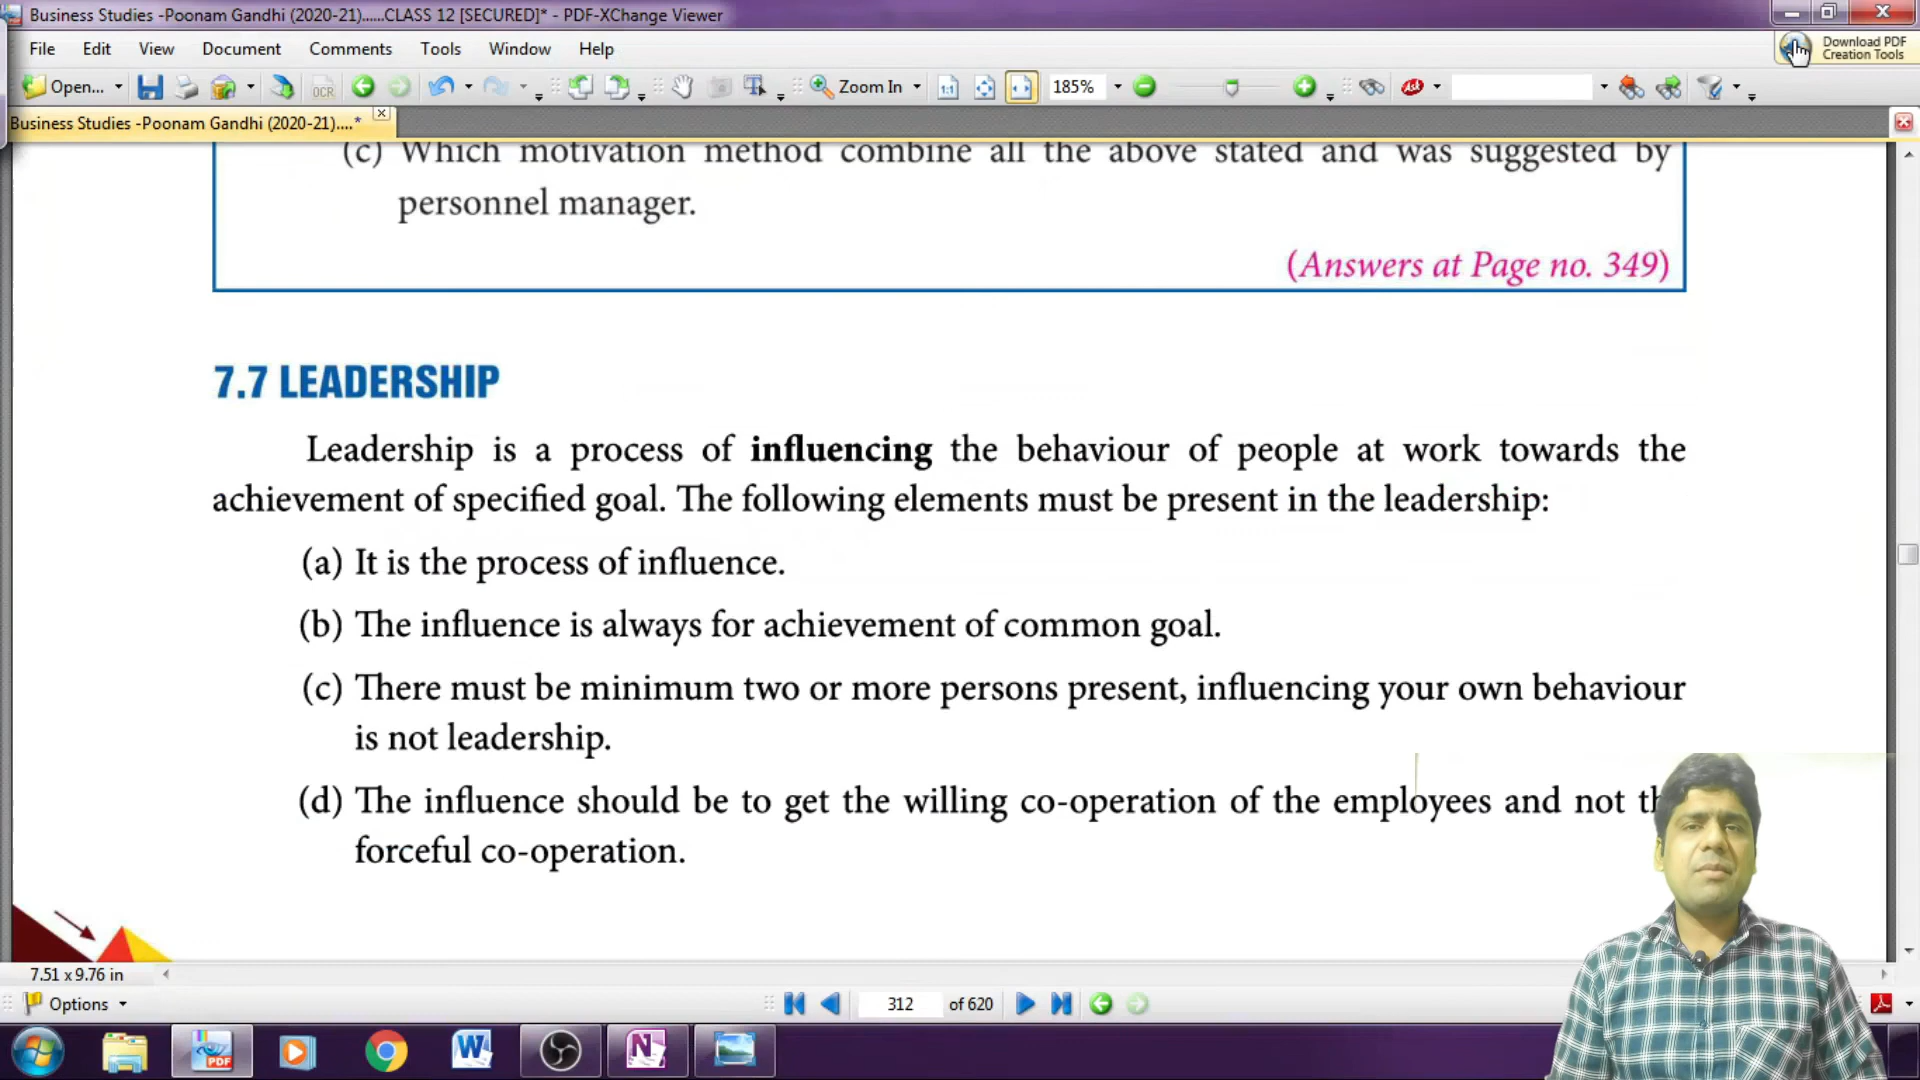 Business Studies -Poonam Gandhi (2020-21)......CLASS 12 [SECURED]* - PDF-XChange Viewer
File Edit View Document Comments Tools Window Help
Download PDF
Creation Tools
Open... OCR Zoom In 1:1 185%
Business Studies -Poonam Gandhi (2020-21)....*
(c) Which motivation method combine all the above stated and was suggested by
personnel manager.
(Answers at Page no. 349)
7.7 LEADERSHIP
Leadership is a process of influencing the behaviour of people at work towards the
achievement of specified goal. The following elements must be present in the leadership:
(a) It is the process of influence.
(b) The influence is always for achievement of common goal.
(c) There must be minimum two or more persons present, influencing your own behaviour
is not leadership.
(d) The influence should be to get the willing co-operation of the employees and not
forceful co-operation.
7.51 x 9.76 in
Options 312 of 620
PDF W N